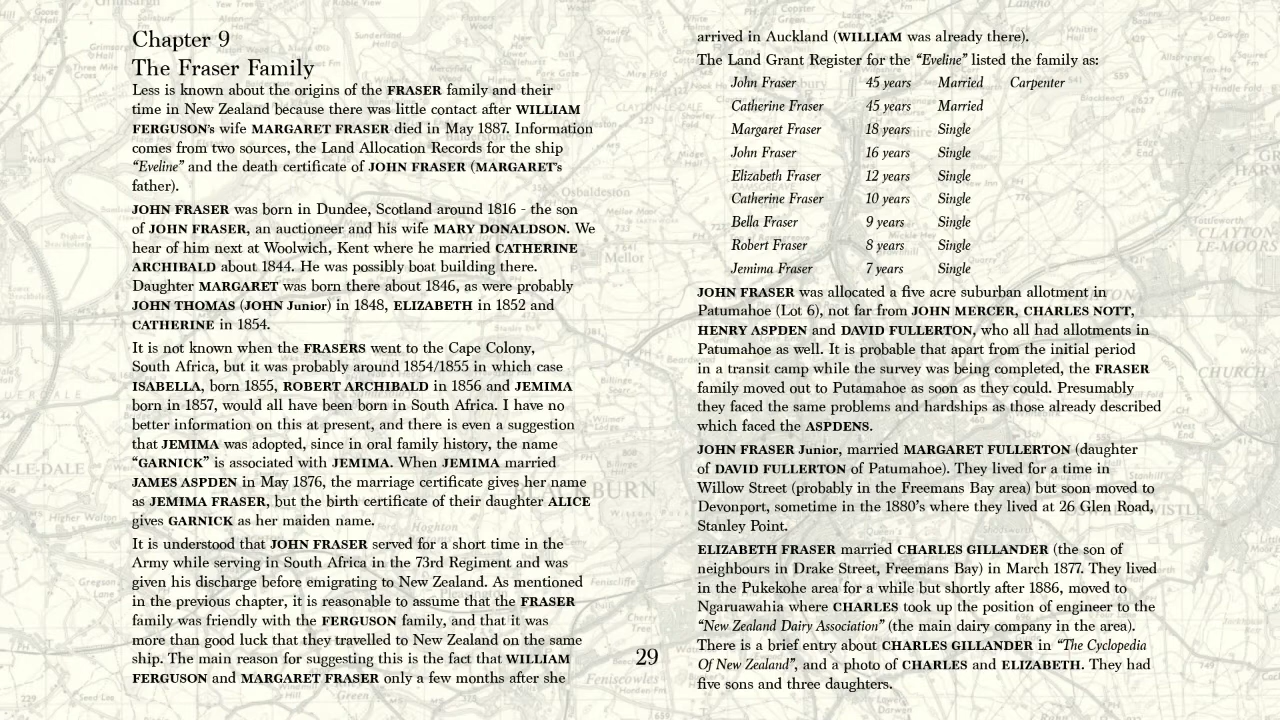 Chapter 9
The Fraser Family
Less is known about the origins of the FRASER family and their
time in New Zealand because there was little contact after WILLIAM
FERGUSON's wife MARGARET FRASER died in May 1887. Information
comes from two sources, the Land Allocation Records for the ship
“Eveline” and the death certificate of JOHN FRASER (MARGARET's
father).
JOHN FRASER was born in Dundee, Scotland around 1816 - the son
of JOHN FRASER, an auctioneer and his wife MARY DONALDSON. We
hear of him next at Woolwich, Kent where he married CATHERINE
ARCHIBALD about 1844. He was possibly boat building there.
Daughter MARGARET was born there about 1846, as were probably
JOHN THOMAS (JOHN Junior) in 1848, ELIZABETH in 1852 and
CATHERINE in 1854.
It is not known when the FRASERS went to the Cape Colony,
South Africa, but it was probably around 1854/1855 in which case
ISABELLA, born 1855, ROBERT ARCHIBALD in 1856 and JEMIMA
born in 1857, would all have been born in South Africa. I have no
better information on this at present, and there is even a suggestion
that JEMIMA was adopted, since in oral family history, the name
“GARNICK” is associated with JEMIMA. When JEMIMA married
JAMES ASPDEN in May 1876, the marriage certificate gives her name
as JEMIMA FRASER, but the birth certificate of their daughter ALICE
gives GARNICK as her maiden name.
It is understood that JOHN FRASER served for a short time in the
Army while serving in South Africa in the 73rd Regiment and was
given his discharge before emigrating to New Zealand. As mentioned
in the previous chapter, it is reasonable to assume that the FRASER
family was friendly with the FERGUSON family, and that it was
more than good luck that they travelled to New Zealand on the same
ship. The main reason for suggesting this is the fact that WILLIAM
FERGUSON and MARGARET FRASER only a few months after she
29
arrived in Auckland (WILLIAM was already there).
The Land Grant Register for the “Eveline” listed the family as:
John Fraser 45 years Married Carpenter
Catherine Fraser 45 years Married
Margaret Fraser 18 years Single
John Fraser 16 years Single
Elizabeth Fraser 12 years Single
Catherine Fraser 10 years Single
Bella Fraser 9 years Single
Robert Fraser 8 years Single
Jemima Fraser 7 years Single
JOHN FRASER was allocated a five acre suburban allotment in
Patumahoe (Lot 6), not far from JOHN MERCER, CHARLES NOTT,
HENRY ASPDEN and DAVID FULLERTON, who all had allotments in
Patumahoe as well. It is probable that apart from the initial period
in a transit camp while the survey was being completed, the FRASER
family moved out to Putamahoe as soon as they could. Presumably
they faced the same problems and hardships as those already described
which faced the ASPDENS.
JOHN FRASER Junior, married MARGARET FULLERTON (daughter
of DAVID FULLERTON of Patumahoe). They lived for a time in
Willow Street (probably in the Freemans Bay area) but soon moved to
Devonport, sometime in the 1880's where they lived at 26 Glen Road,
Stanley Point.
ELIZABETH FRASER married CHARLES GILLANDER (the son of
neighbours in Drake Street, Freemans Bay) in March 1877. They lived
in the Pukekohe area for a while but shortly after 1886, moved to
Ngaruawahia where CHARLES took up the position of engineer to the
“New Zealand Dairy Association” (the main dairy company in the area).
There is a brief entry about CHARLES GILLANDER in “The Cyclopedia
Of New Zealand”, and a photo of CHARLES and ELIZABETH. They had
five sons and three daughters.